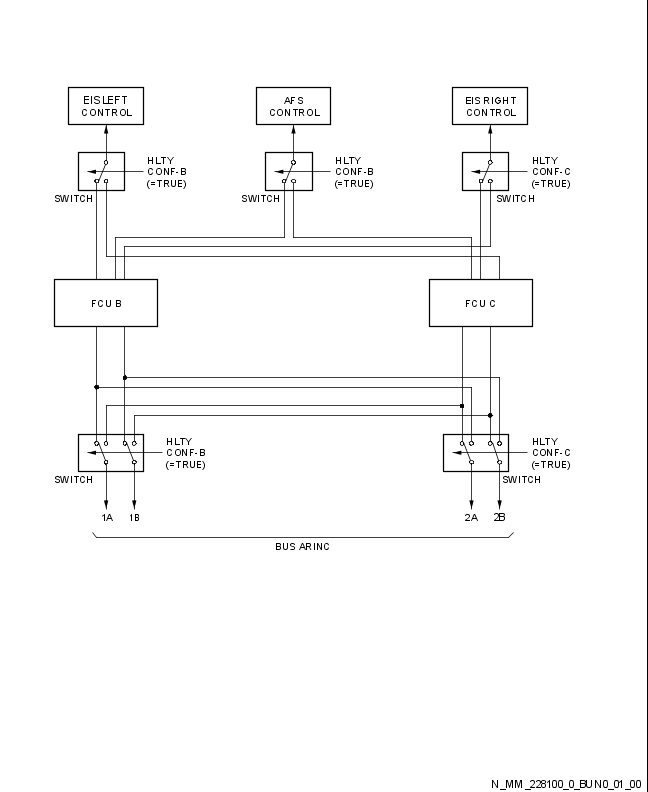 EIS LEFT
CONTROL
AFS
CONTROL
EIS RIGHT
CONTROL
HLTY
CONF-B
(=TRUE)
SWITCH
HLTY
CONF-B
(=TRUE)
SWITCH
HLTY
CONF-C
(=TRUE)
SWITCH
FCU B
FCU C
HLTY
CONF-B
(=TRUE)
SWITCH
HLTY
CONF-C
(=TRUE)
SWITCH
1A
1B
2A
2B
BUS ARINC
N_MM_228100_0_BUN0_01_00